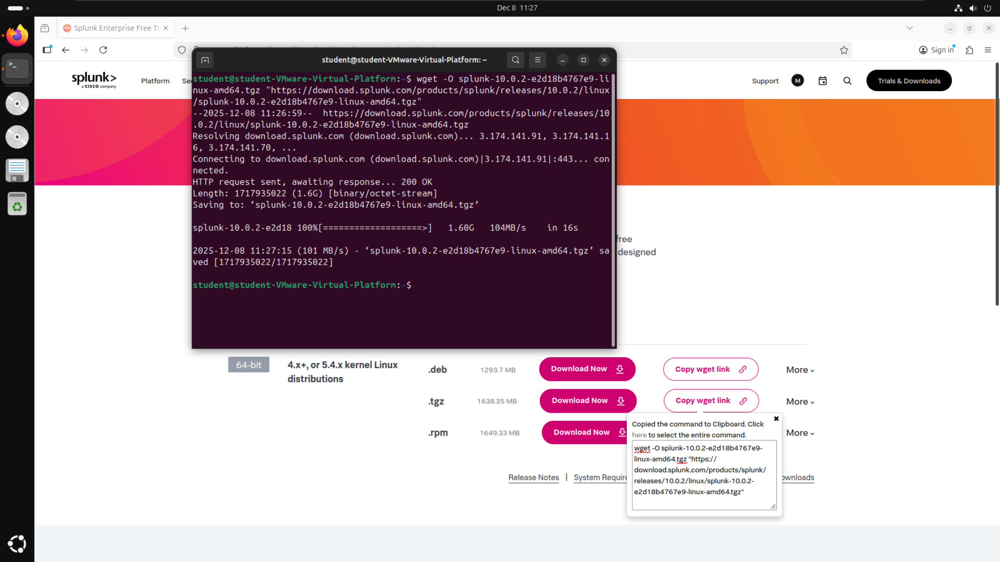 Dec 8 11:27
Splunk Enterprise Free Tri
Sign in
splunk>
a CISCO company
Platform
Support
M
Trials & Downloads
student@student-VMware-Virtual-Platform: ~
student@student-VMware-Virtual-Platform:~$ wget -O splunk-10.0.2-e2d18b4767e9-li
nux-amd64.tgz "https://download.splunk.com/products/splunk/releases/10.0.2/linux
/splunk-10.0.2-e2d18b4767e9-linux-amd64.tgz"
--2025-12-08 11:26:59--  https://download.splunk.com/products/splunk/releases/10
.0.2/linux/splunk-10.0.2-e2d18b4767e9-linux-amd64.tgz
Resolving download.splunk.com (download.splunk.com)... 3.174.141.91, 3.174.141.1
6, 3.174.141.70, ...
Connecting to download.splunk.com (download.splunk.com)|3.174.141.91|:443... con
nected.
HTTP request sent, awaiting response... 200 OK
Length: 1717935022 (1.6G) [binary/octet-stream]
Saving to: ‘splunk-10.0.2-e2d18b4767e9-linux-amd64.tgz’
splunk-10.0.2-e2d18 100%[===================>]   1.60G   104MB/s    in 16s
2025-12-08 11:27:15 (101 MB/s) - ‘splunk-10.0.2-e2d18b4767e9-linux-amd64.tgz’ sa
ved [1717935022/1717935022]
student@student-VMware-Virtual-Platform:~$
free
designed
64-bit
4.x+, or 5.4.x kernel Linux
distributions
.deb
1293.7 MB
Download Now
Copy wget link
More
.tgz
1638.35 MB
Download Now
Copy wget link
More
.rpm
1649.33 MB
Download Now
More
Copied the command to Clipboard. Click
here to select the entire command.
wget -O splunk-10.0.2-e2d18b4767e9-
linux-amd64.tgz "https://
download.splunk.com/products/splunk/
releases/10.0.2/linux/splunk-10.0.2-
e2d18b4767e9-linux-amd64.tgz"
Release Notes | System Require
ownloads